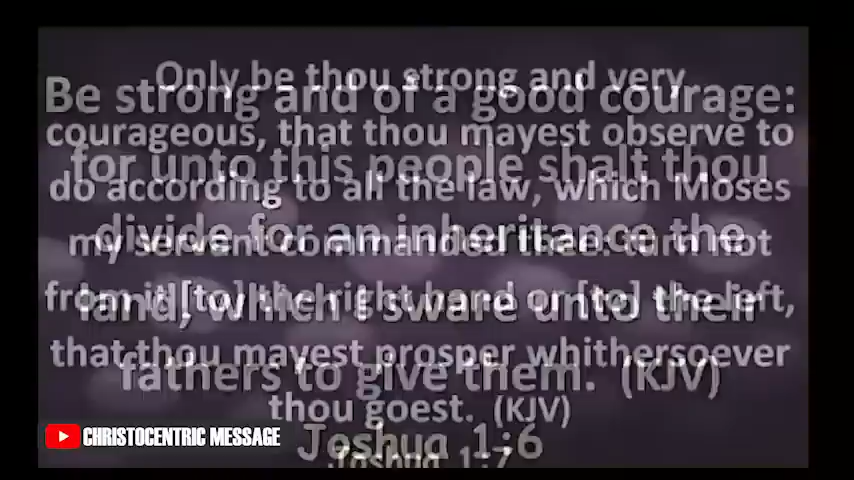 Only be thou strong and very
courageous, that thou mayest observe to
do according to all the law, which Moses
my servant commanded thee: turn not
from it [to] the right hand or [to] the left,
that thou mayest prosper whithersoever
thou goest. (KJV)
Joshua 1:7
Be strong and of a good courage:
for unto this people shalt thou
divide for an inheritance the
land, which I sware unto their
fathers to give them. (KJV)
Joshua 1:6
CHRISTOCENTRIC MESSAGE